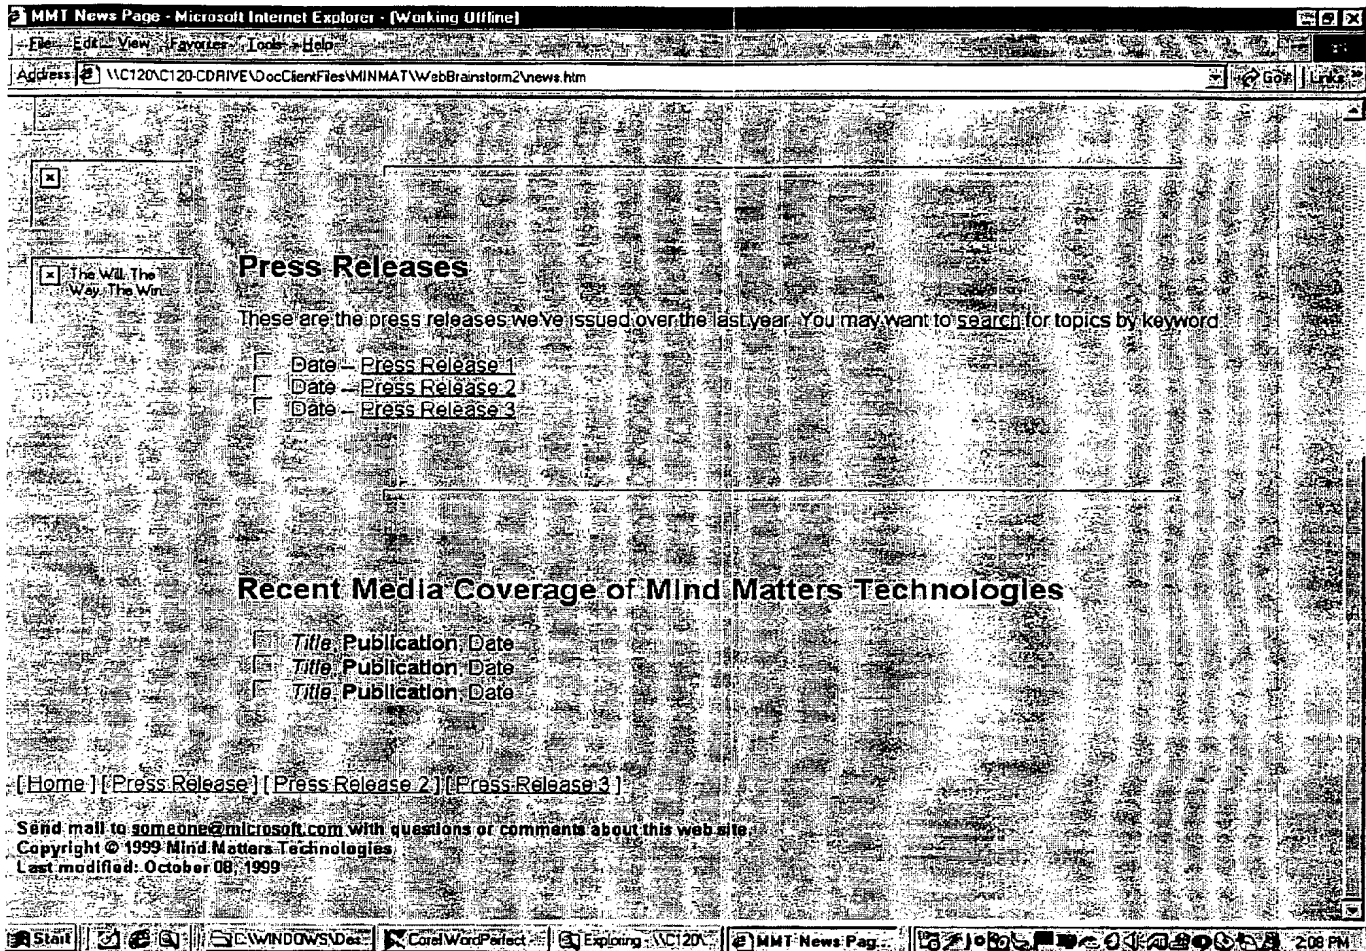 MMT News Page - Microsoft Internet Explorer - [Working Offline]
File Edit View Favorites Tools Help
Address \\C120\C120-CDRIVE\DocClientFiles\MINMAT\WebBrainstorm2\news.htm Go Links »
The Will. The
Way. The Win.
Press Releases
These are the press releases we've issued over the last year. You may want to search for topics by keyword.
Date – Press Release 1
Date – Press Release 2
Date – Press Release 3
Recent Media Coverage of Mind Matters Technologies
Title, Publication, Date
Title, Publication, Date
Title, Publication, Date
[ Home ] [ Press Release ] [ Press Release 2 ] [ Press Release 3 ]
Send mail to someone@microsoft.com with questions or comments about this web site.
Copyright © 1999 Mind Matters Technologies
Last modified: October 08, 1999
Start C:\WINDOWS\Des... Corel WordPerfect - ... Exploring - \\C120\... MMT News Pag... 2:06 PM